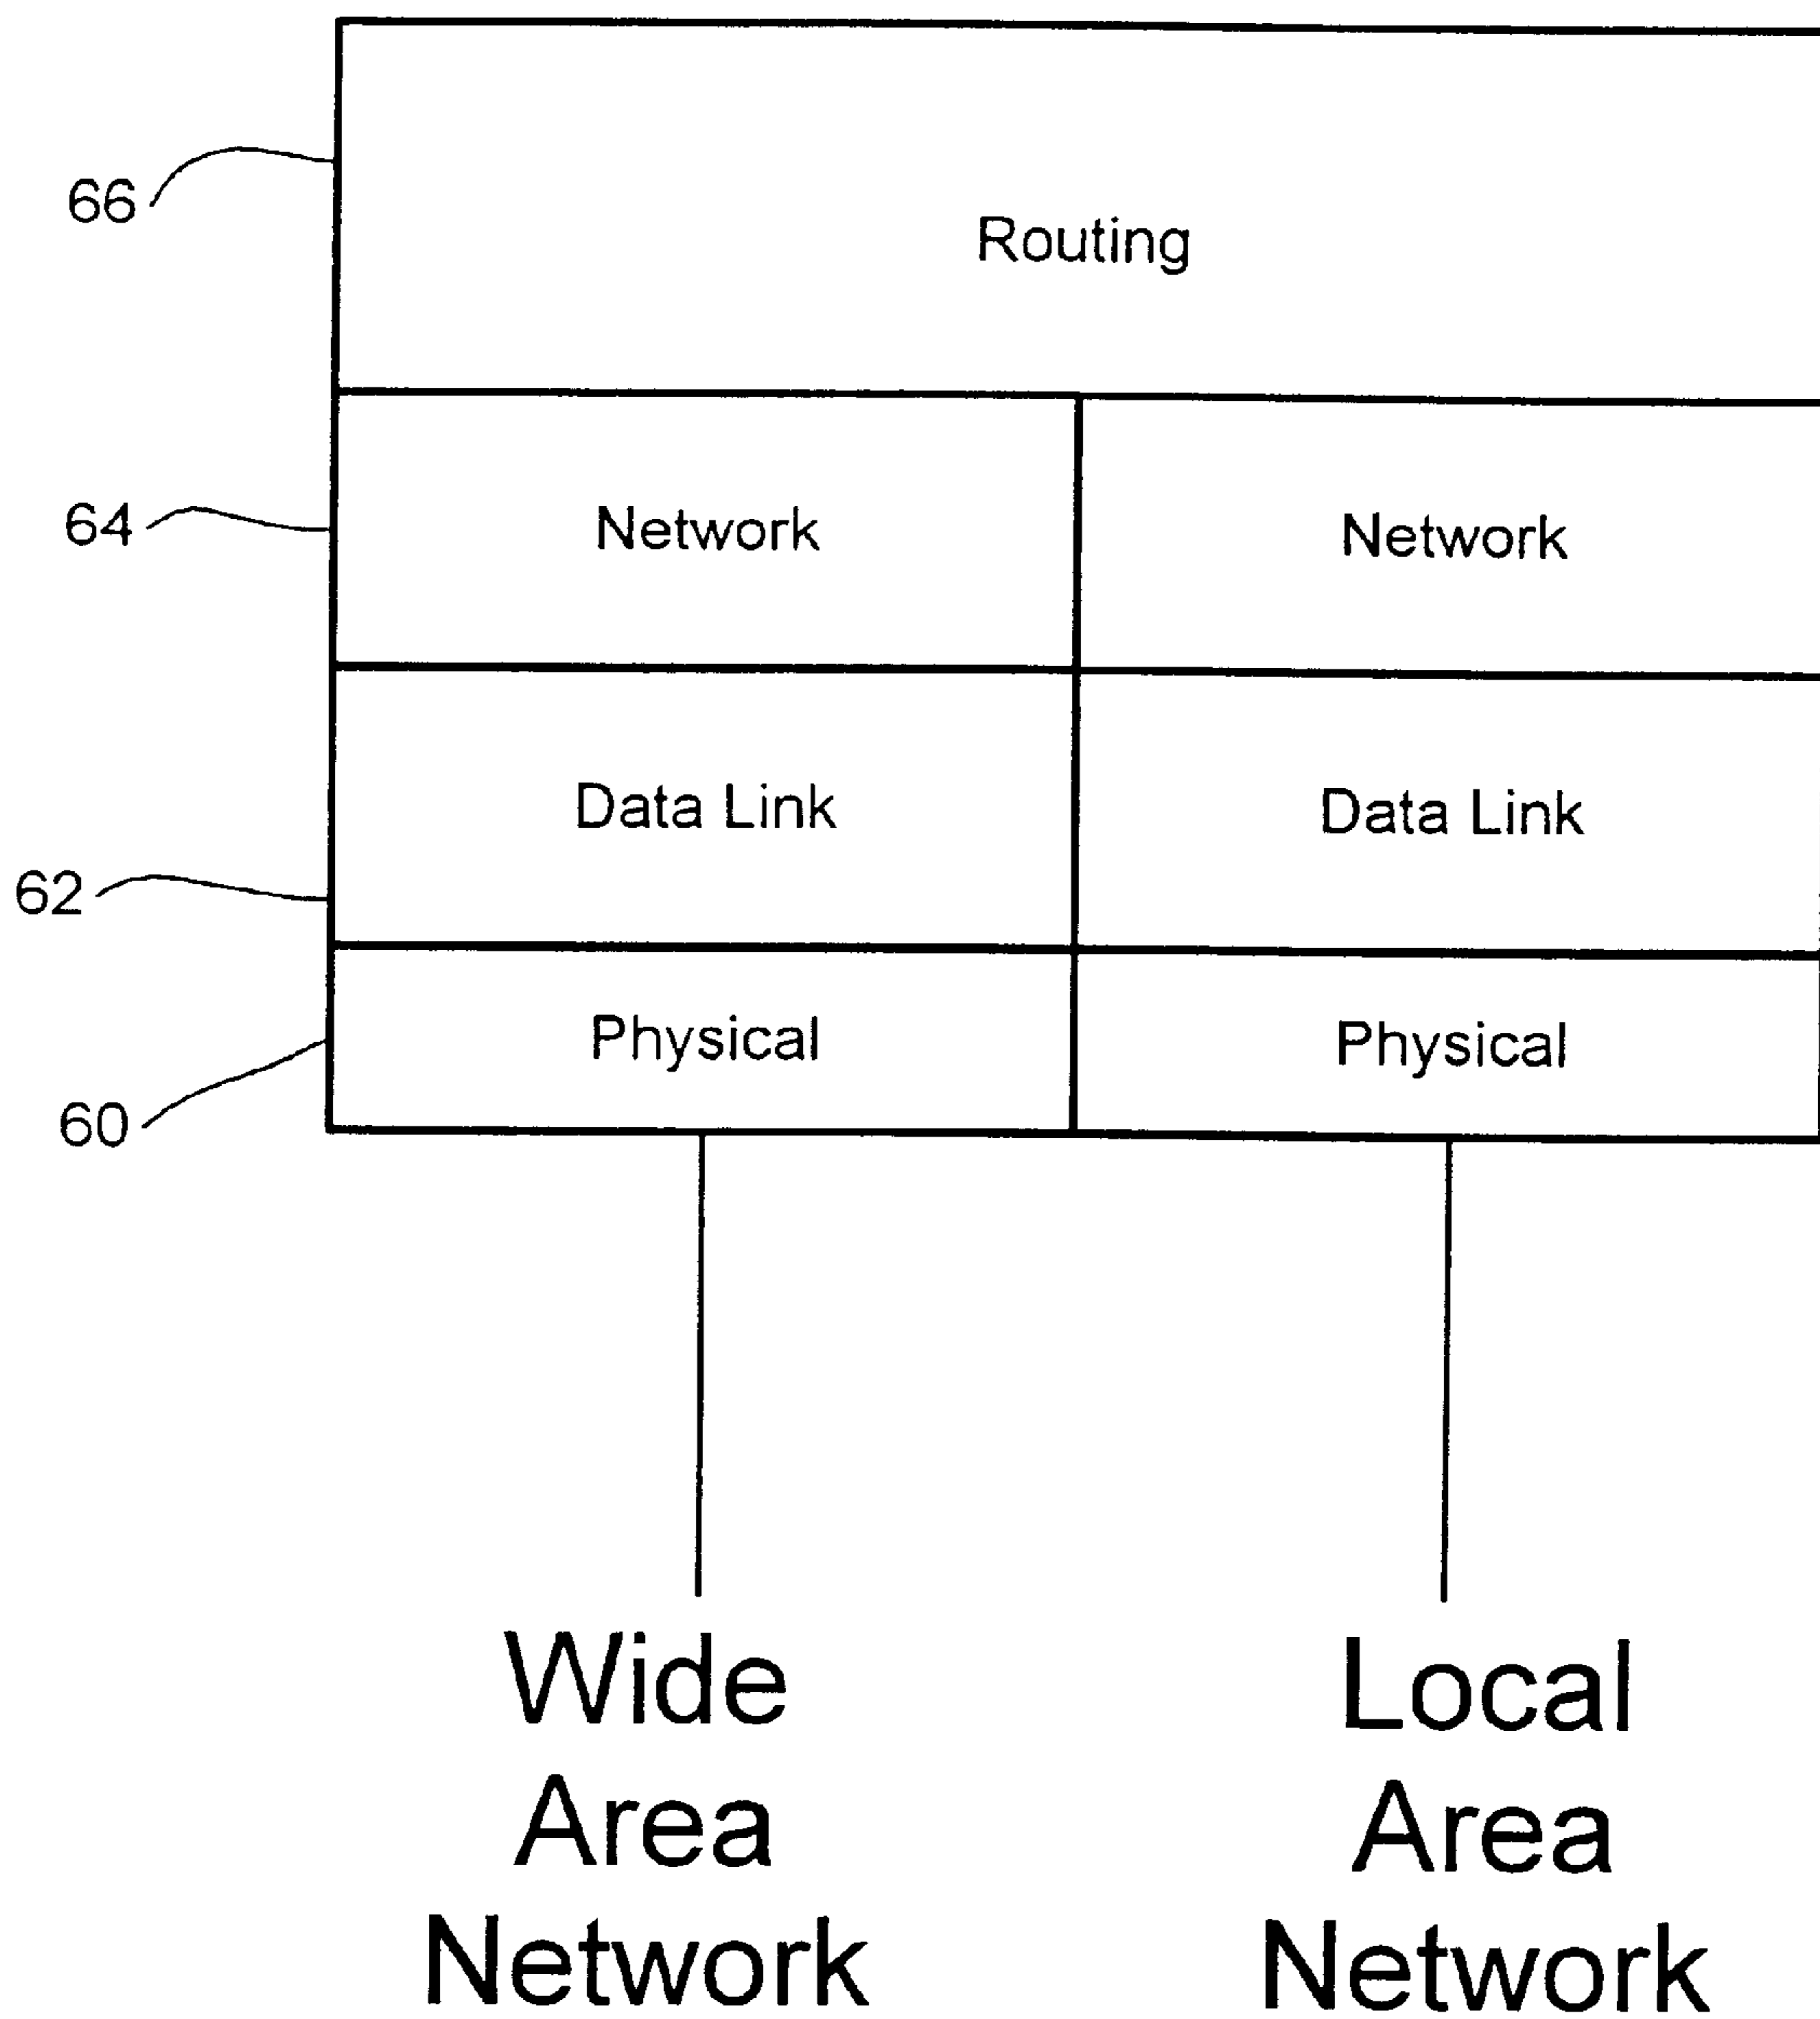 66
Routing
64
Network
Network
Data Link
Data Link
62
Physical
Physical
60
Wide
Area
Network
Local
Area
Network